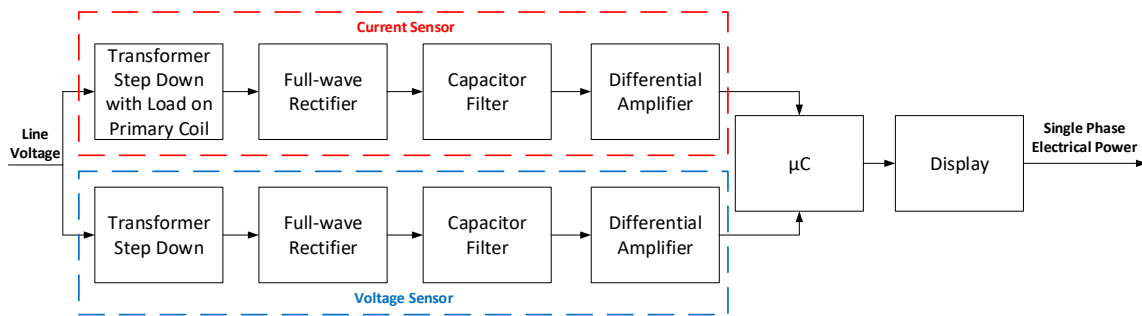 Current Sensor
Transformer
Step Down
with Load on
Primary Coil
Full-wave
Rectifier
Capacitor
Filter
Differential
Amplifier
Line
Voltage
µC
Display
Single Phase
Electrical Power
Transformer
Step Down
Full-wave
Rectifier
Capacitor
Filter
Differential
Amplifier
Voltage Sensor